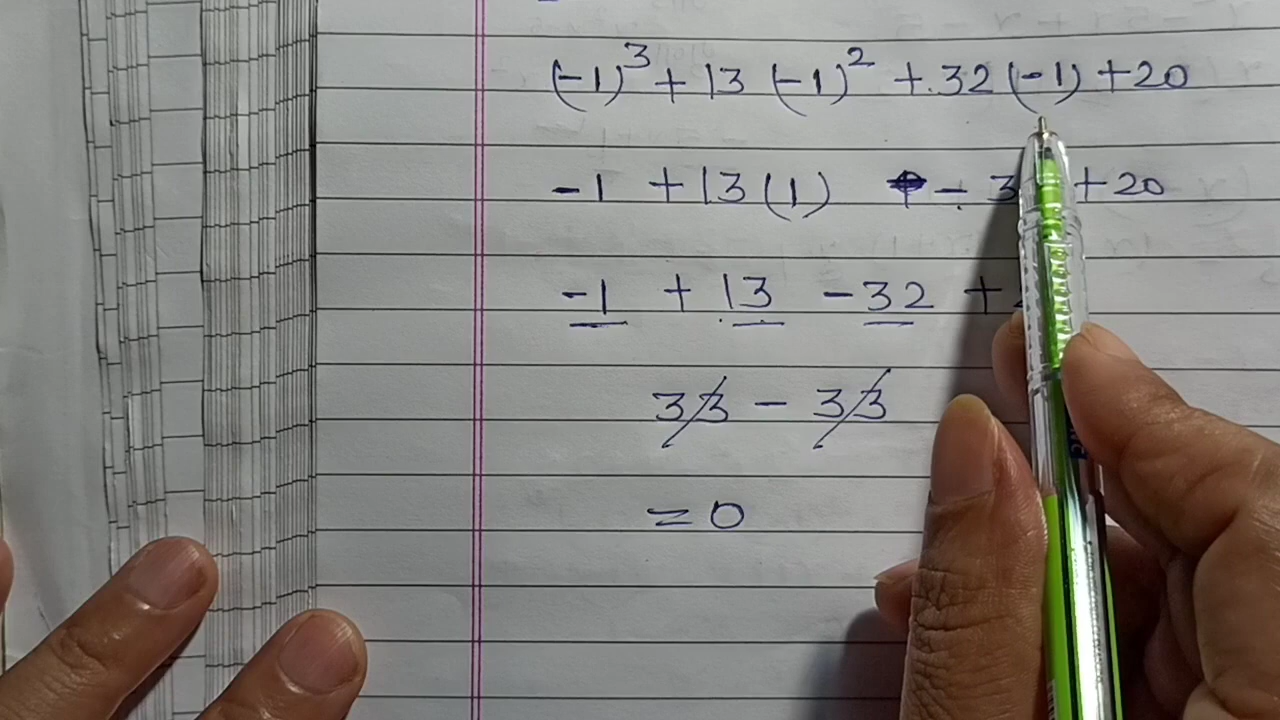 (-1)³ + 13 (-1)² + 32 (-1) + 20
-1 + 13 (1) - 3 + 20
-1 + 13 - 32 +
33 - 33
= 0